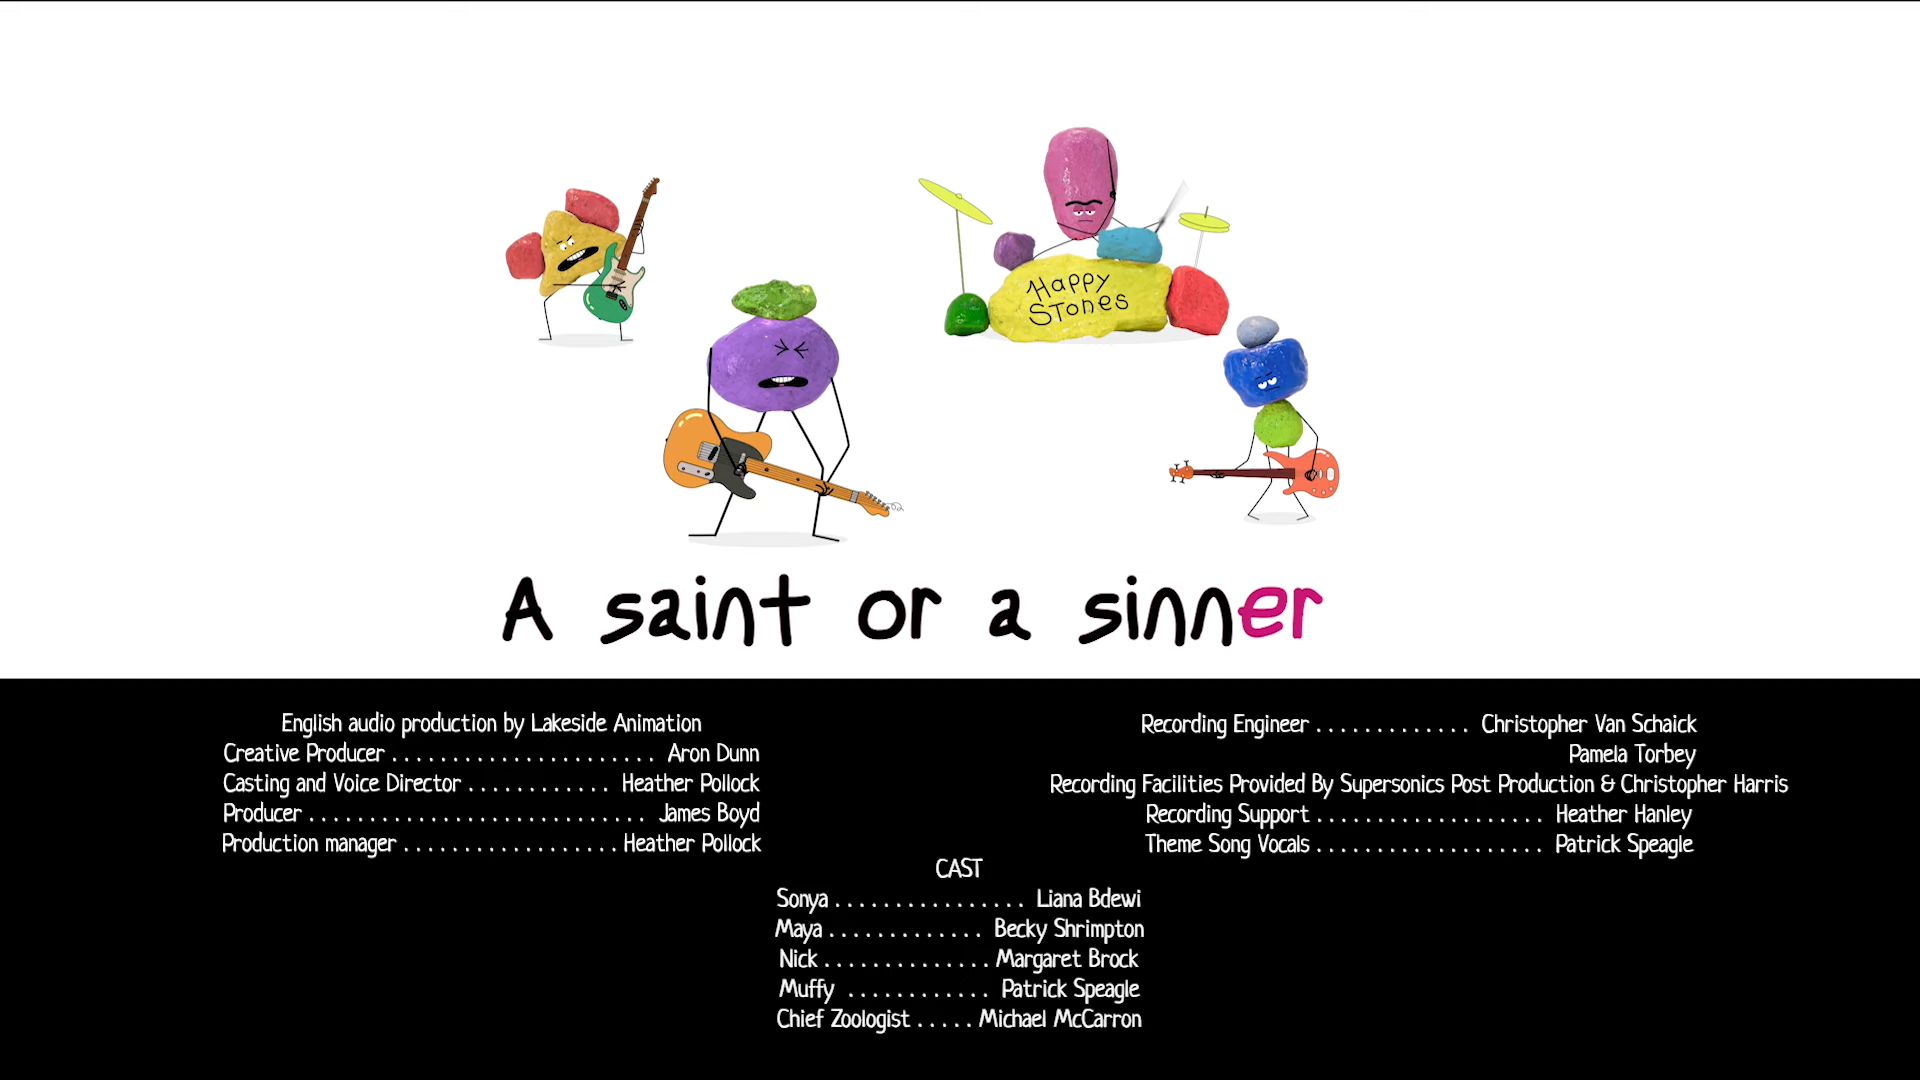 Happy
Stones
A saint or a sinner
English audio production by Lakeside Animation
Creative Producer . . . . . . . . . . . . . . . . . . . . . . Aron Dunn
Casting and Voice Director . . . . . . . . . . . . Heather Pollock
Producer . . . . . . . . . . . . . . . . . . . . . . . . . . . . James Boyd
Production manager . . . . . . . . . . . . . . . . . . Heather Pollock
Recording Engineer . . . . . . . . . . . . . Christopher Van Schaick
Pamela Torbey
Recording Facilities Provided By Supersonics Post Production & Christopher Harris
Recording Support . . . . . . . . . . . . . . . . . . . Heather Hanley
Theme Song Vocals . . . . . . . . . . . . . . . . . . . Patrick Speagle
CAST
Sonya . . . . . . . . . . . . . . . . Liana Bdewi
Maya . . . . . . . . . . . . . Becky Shrimpton
Nick . . . . . . . . . . . . . . Margaret Brock
Muffy . . . . . . . . . . . . Patrick Speagle
Chief Zoologist . . . . . Michael McCarron